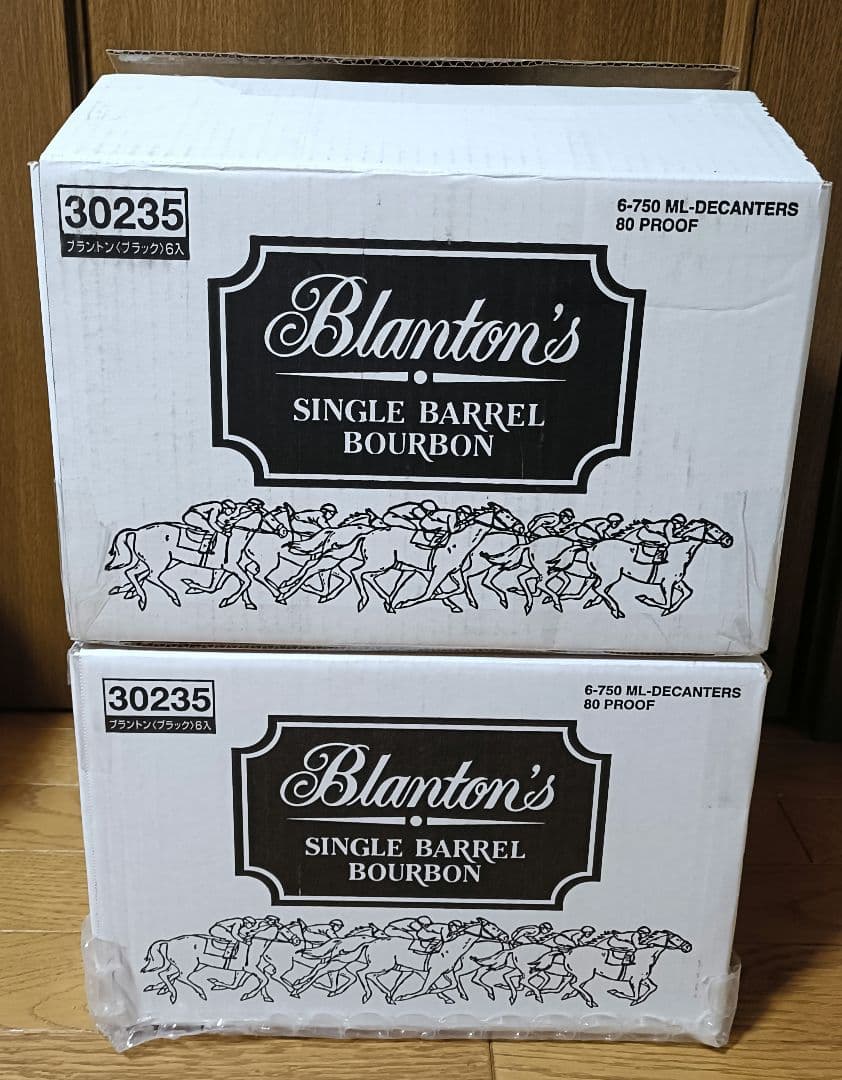 30235
ブラントン〈ブラック〉6入
6-750 ML-DECANTERS
80 PROOF
Blanton's
SINGLE BARREL
BOURBON
30235
ブラントン〈ブラック〉6入
6-750 ML-DECANTERS
80 PROOF
Blanton's
SINGLE BARREL
BOURBON